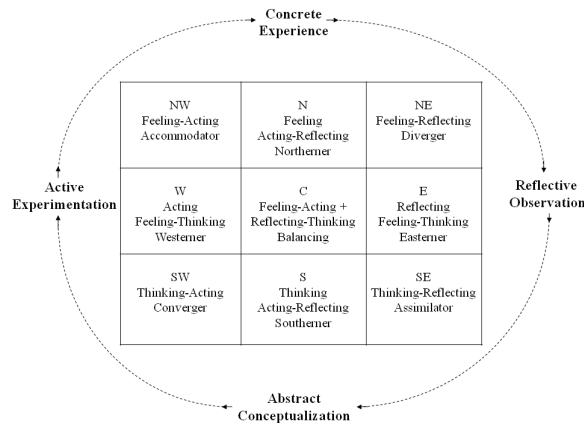 Concrete
Experience
NW
Feeling-Acting
Accommodator
N
Feeling
Acting-Reflecting
Northerner
NE
Feeling-Reflecting
Diverger
Active
Experimentation
W
Acting
Feeling-Thinking
Westerner
C
Feeling-Acting +
Reflecting-Thinking
Balancing
E
Reflecting
Feeling-Thinking
Easterner
Reflective
Observation
SW
Thinking-Acting
Converger
S
Thinking
Acting-Reflecting
Southerner
SE
Thinking-Reflecting
Assimilator
Abstract
Conceptualization